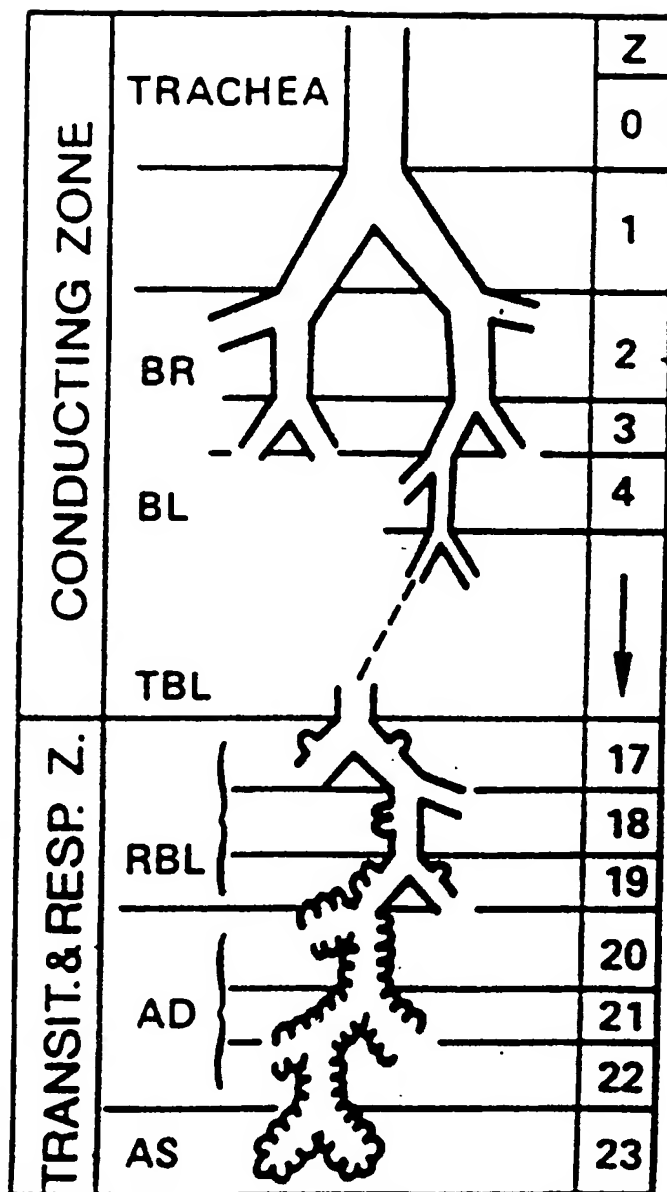 Z
TRACHEA
0
1
BR
2
3
BL
4
TBL
17
RBL
18
19
20
AD
21
22
AS
23
CONDUCTING ZONE
TRANSIT.& RESP. Z.